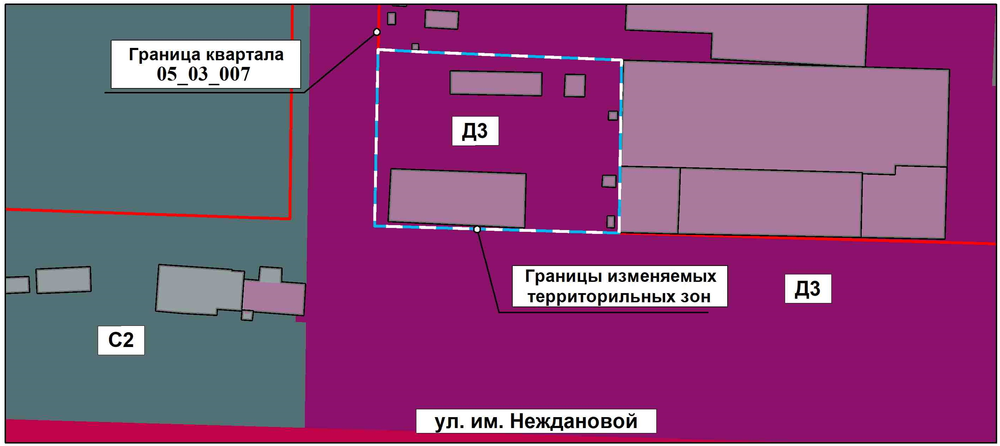 Граница квартала
05_03_007
Д3
Границы изменяемых
территорильных зон
Д3
С2
ул. им. Неждановой